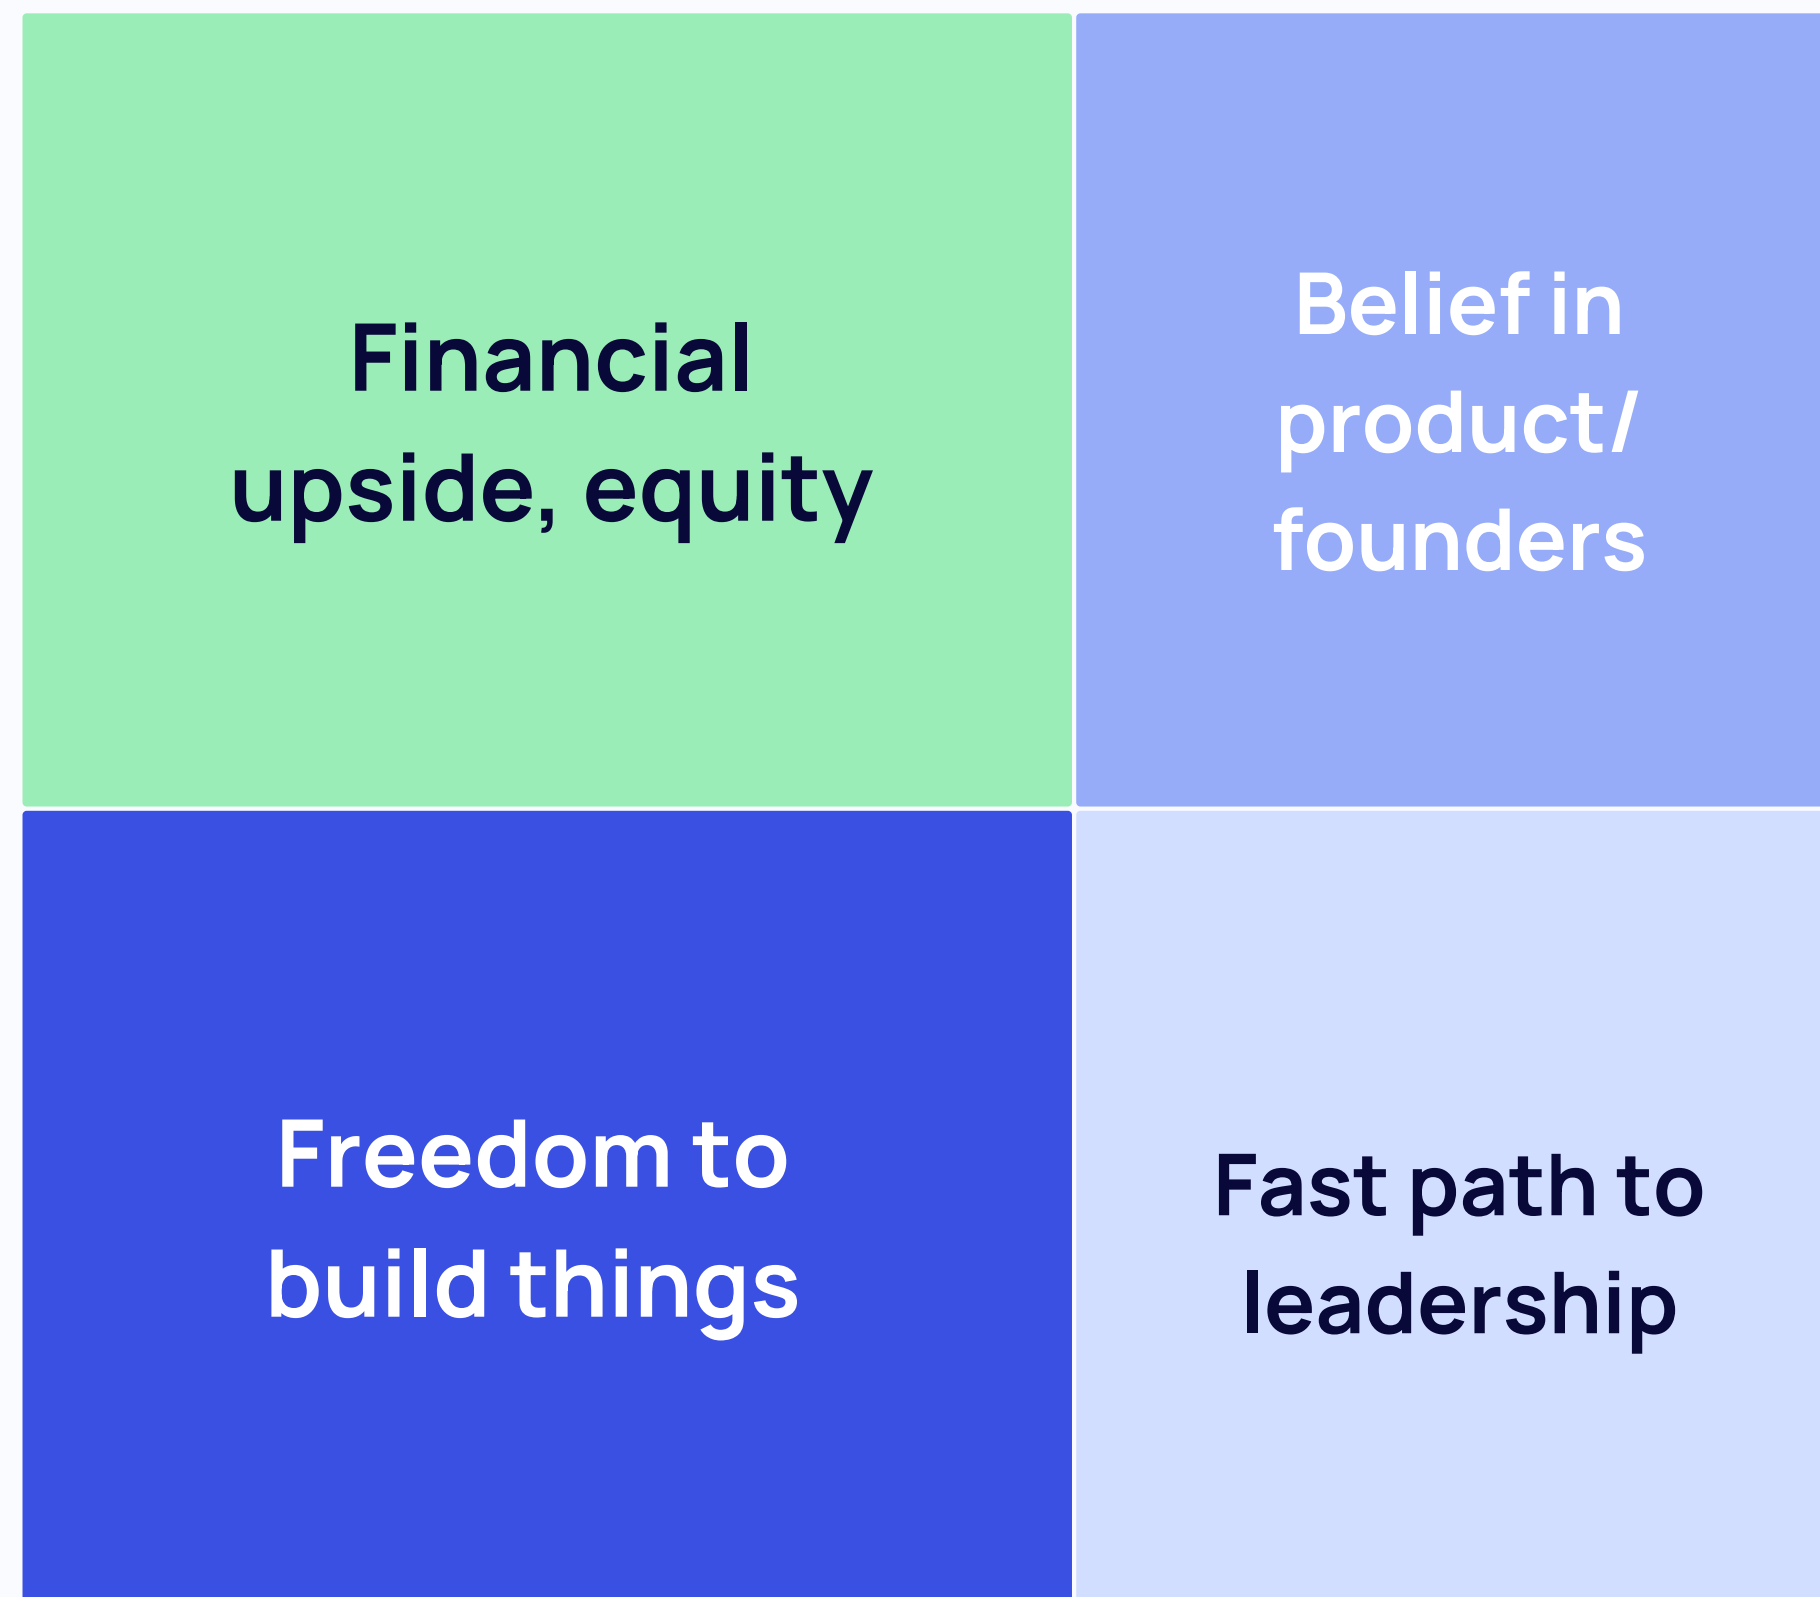 Financial
upside, equity
Belief in
product/
founders
Freedom to
build things
Fast path to
leadership